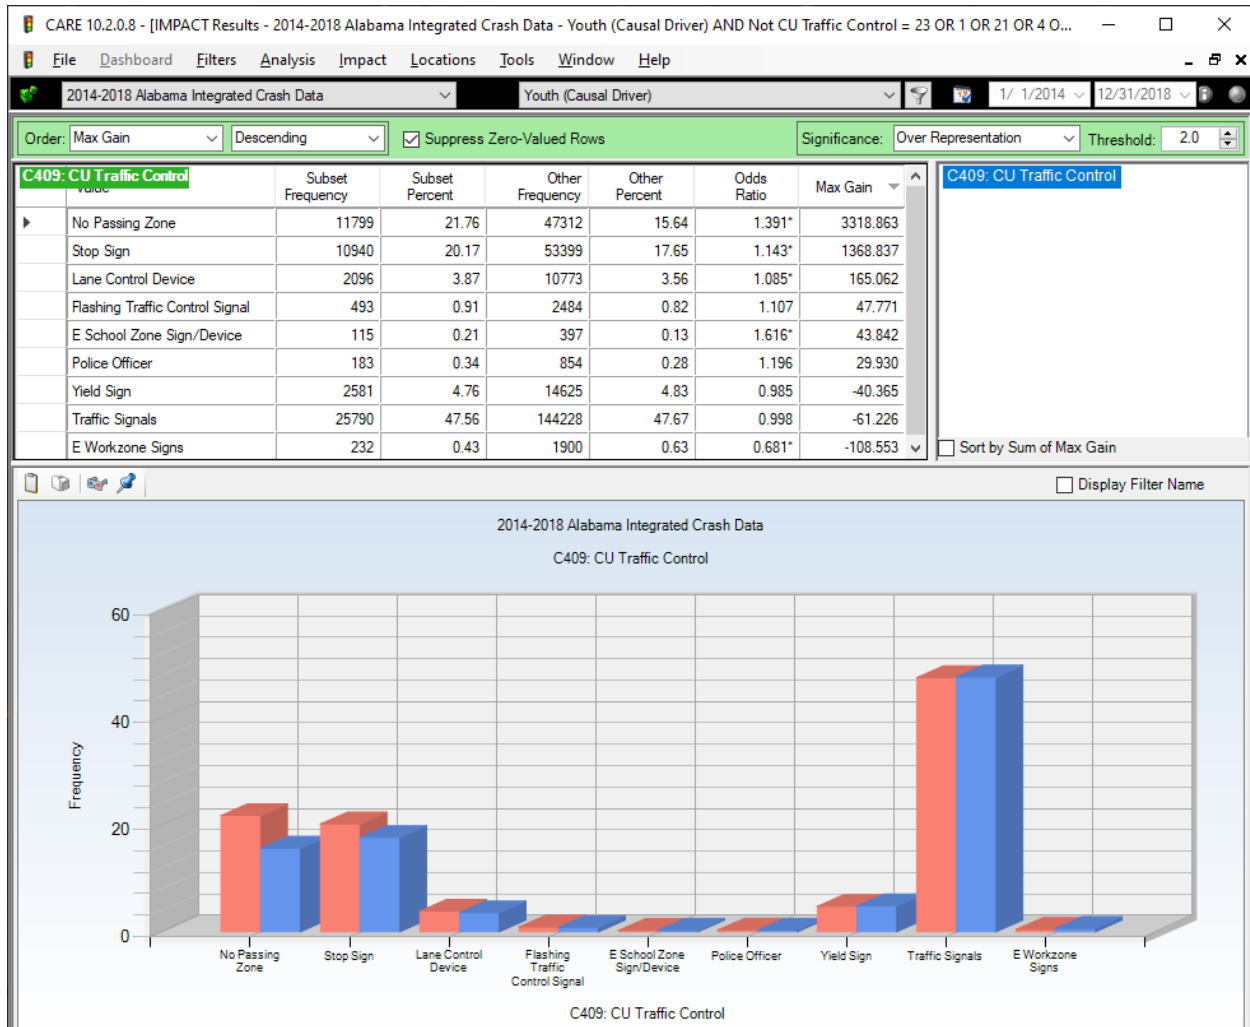 CARE 10.2.0.8 - [IMPACT Results - 2014-2018 Alabama Integrated Crash Data - Youth (Causal Driver) AND Not CU Traffic Control = 23 OR 1 OR 21 OR 4 O...
File Dashboard Filters Analysis Impact Locations Tools Window Help
2014-2018 Alabama Integrated Crash Data Youth (Causal Driver) 1/ 1/2014 12/31/2018
Order: Max Gain Descending Suppress Zero-Valued Rows Significance: Over Representation Threshold: 2.0
C409: CU Traffic Control Subset Frequency Subset Percent Other Frequency Other Percent Odds Ratio Max Gain
No Passing Zone 11799 21.76 47312 15.64 1.391* 3318.863
Stop Sign 10940 20.17 53399 17.65 1.143* 1368.837
Lane Control Device 2096 3.87 10773 3.56 1.085* 165.062
Flashing Traffic Control Signal 493 0.91 2484 0.82 1.107 47.771
E School Zone Sign/Device 115 0.21 397 0.13 1.616* 43.842
Police Officer 183 0.34 854 0.28 1.196 29.930
Yield Sign 2581 4.76 14625 4.83 0.985 -40.365
Traffic Signals 25790 47.56 144228 47.67 0.998 -61.226
E Workzone Signs 232 0.43 1900 0.63 0.681* -108.553
C409: CU Traffic Control
Sort by Sum of Max Gain
Display Filter Name
2014-2018 Alabama Integrated Crash Data
C409: CU Traffic Control
Frequency
60
40
20
0
No Passing Zone
Stop Sign
Lane Control Device
Flashing Traffic Control Signal
E School Zone Sign/Device
Police Officer
Yield Sign
Traffic Signals
E Workzone Signs
C409: CU Traffic Control